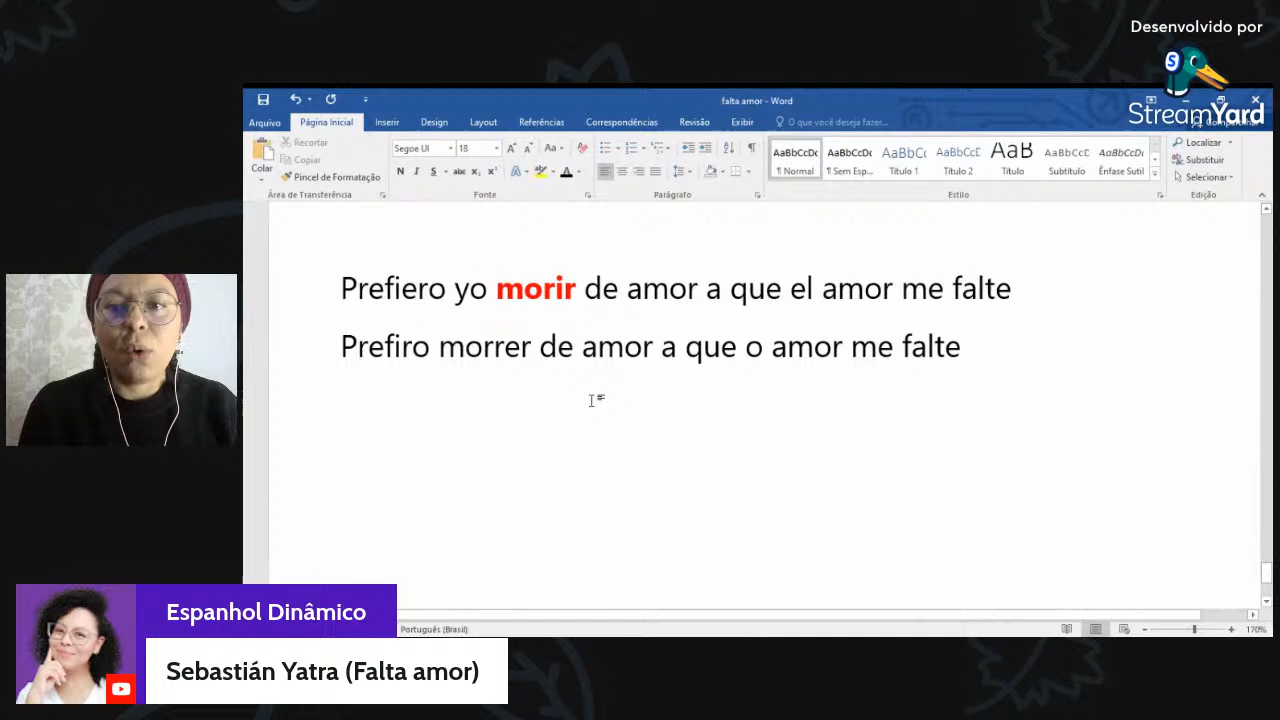 Desenvolvido por
StreamYard
falta amor - Word
Arquivo Página Inicial Inserir Design Layout Referências Correspondências Revisão Exibir O que você deseja fazer...
Colar
Recortar
Copiar
Pincel de Formatação
Área de Transferência
Segoe UI 18
N I S abc x₂ x²
Fonte
Parágrafo
AaBbCcDc AaBbCcDc AaBbCc AaBbCcD AaB AaBbCcD AaBbCcDc
¶ Normal ¶ Sem Esp... Título 1 Título 2 Título Subtítulo Ênfase Sutil
Estilo
Localizar
Substituir
Selecionar
Edição
Prefiero yo morir de amor a que el amor me falte
Prefiro morrer de amor a que o amor me falte
Português (Brasil)
170%
Espanhol Dinâmico
Sebastián Yatra (Falta amor)